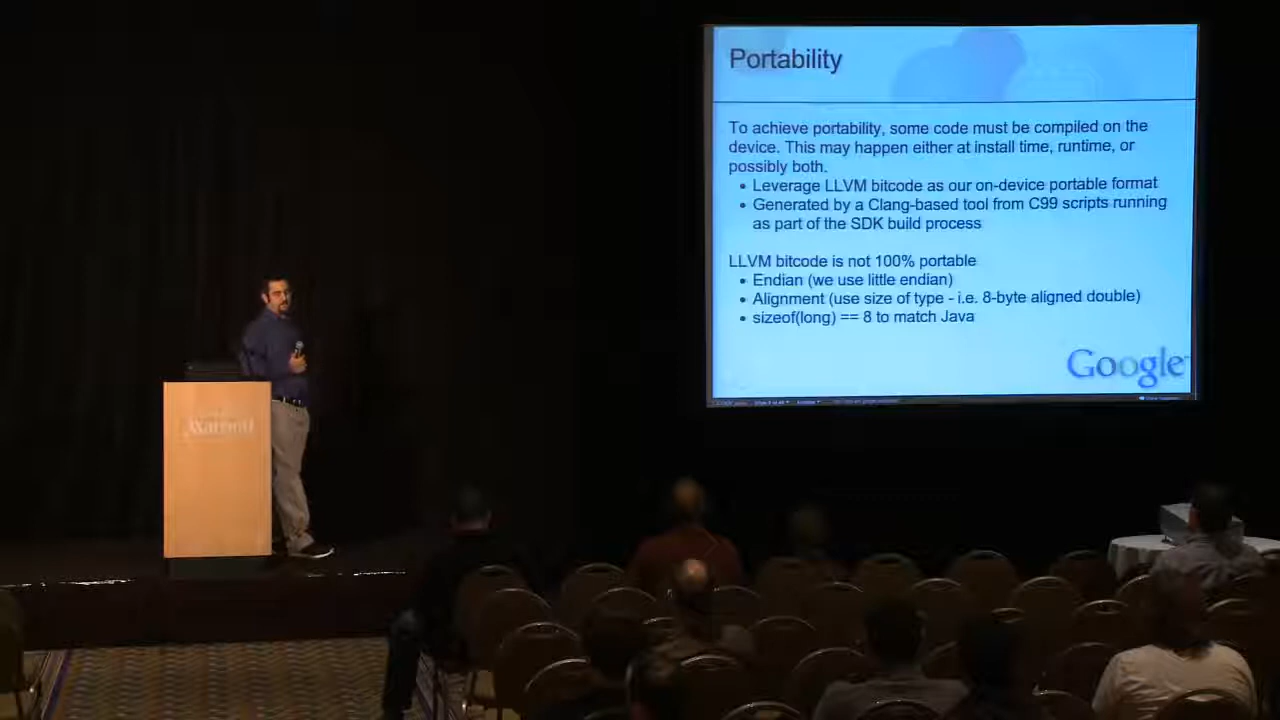 Portability
To achieve portability, some code must be compiled on the
device. This may happen either at install time, runtime, or
possibly both.
• Leverage LLVM bitcode as our on-device portable format
• Generated by a Clang-based tool from C99 scripts running
as part of the SDK build process
LLVM bitcode is not 100% portable
• Endian (we use little endian)
• Alignment (use size of type - i.e. 8-byte aligned double)
• sizeof(long) == 8 to match Java
Google
Marriott